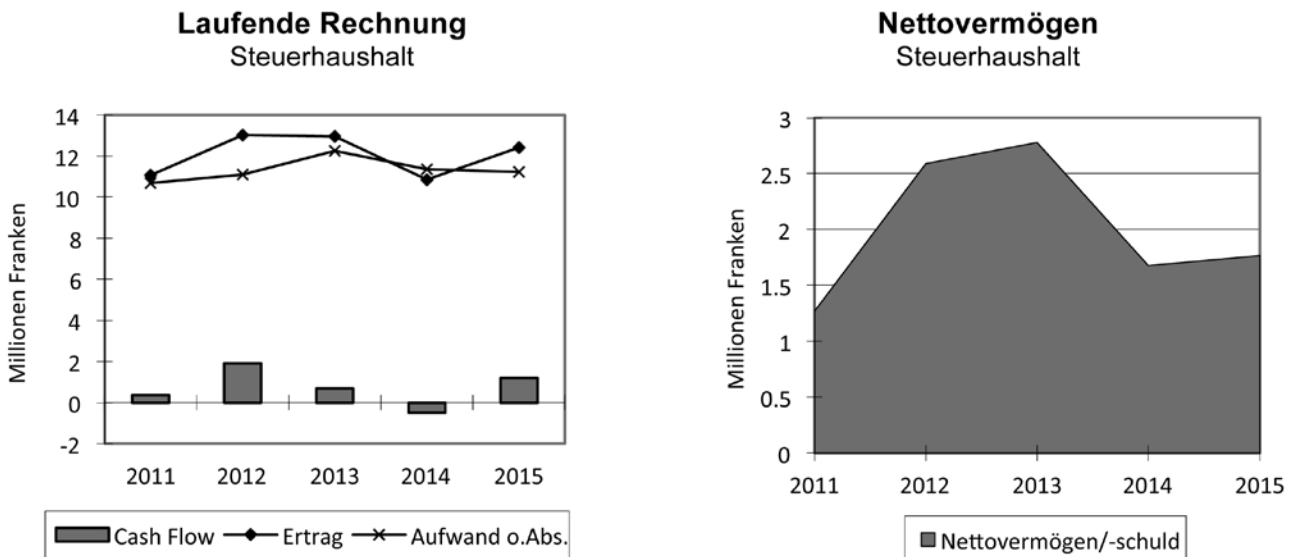 Laufende Rechnung
Steuerhaushalt
Millionen Franken
14
12
10
8
6
4
2
0
-2
2011 2012 2013 2014 2015
Cash Flow Ertrag Aufwand o.Abs.
Nettovermögen
Steuerhaushalt
Millionen Franken
3
2.5
2
1.5
1
0.5
0
2011 2012 2013 2014 2015
Nettovermögen/-schuld